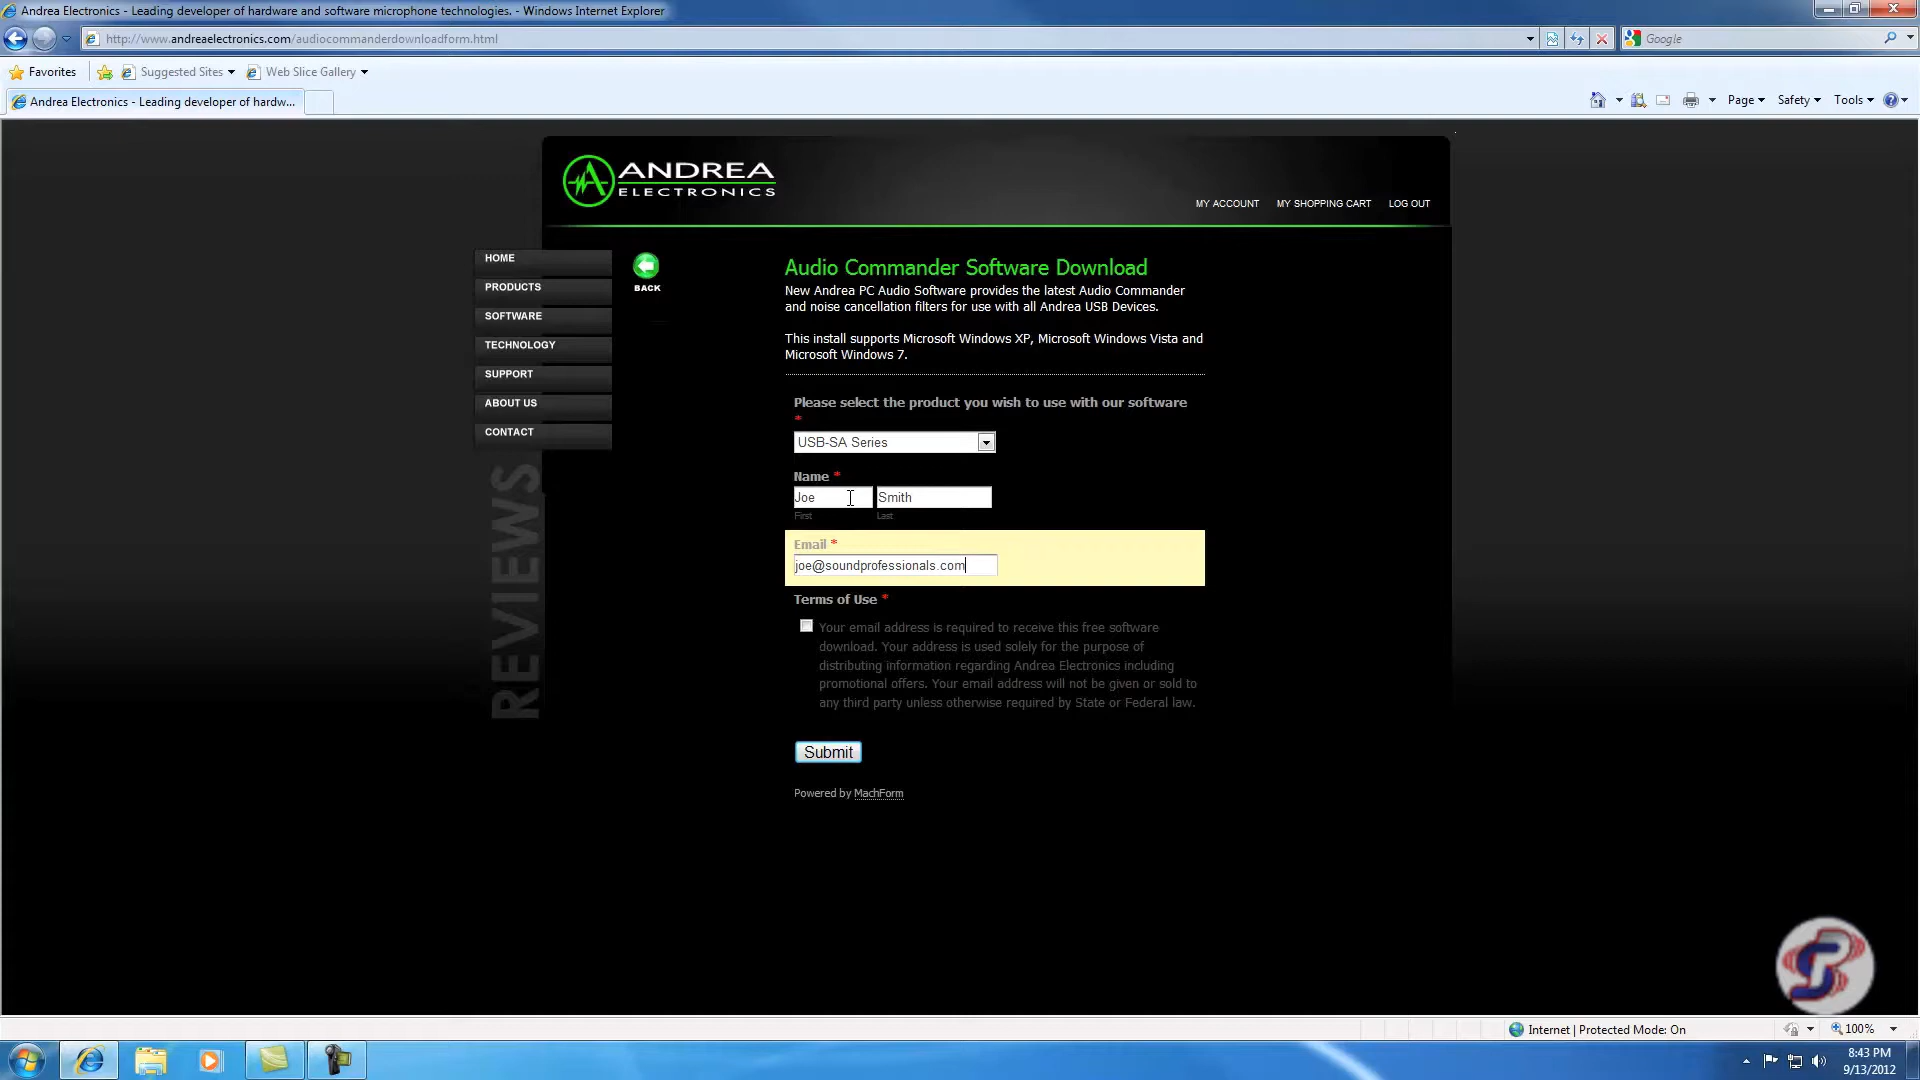 Andrea Electronics - Leading developer of hardware and software microphone technologies. - Windows Internet Explorer
http://www.andreaelectronics.com/audiocommanderdownloadform.html
Google
Favorites
Suggested Sites
Web Slice Gallery
Andrea Electronics - Leading developer of hardw...
Page
Safety
Tools
ANDREA
ELECTRONICS
MY ACCOUNT
MY SHOPPING CART
LOG OUT
HOME
PRODUCTS
SOFTWARE
TECHNOLOGY
SUPPORT
ABOUT US
CONTACT
REVIEWS
BACK
Audio Commander Software Download
New Andrea PC Audio Software provides the latest Audio Commander
and noise cancellation filters for use with all Andrea USB Devices.
This install supports Microsoft Windows XP, Microsoft Windows Vista and
Microsoft Windows 7.
Please select the product you wish to use with our software
*
USB-SA Series
Name *
Joe
Smith
First
Last
Email *
joe@soundprofessionals.com
Terms of Use *
Your email address is required to receive this free software
download. Your address is used solely for the purpose of
distributing information regarding Andrea Electronics including
promotional offers. Your email address will not be given or sold to
any third party unless otherwise required by State or Federal law.
Submit
Powered by MachForm
Internet | Protected Mode: On
100%
8:43 PM
9/13/2012